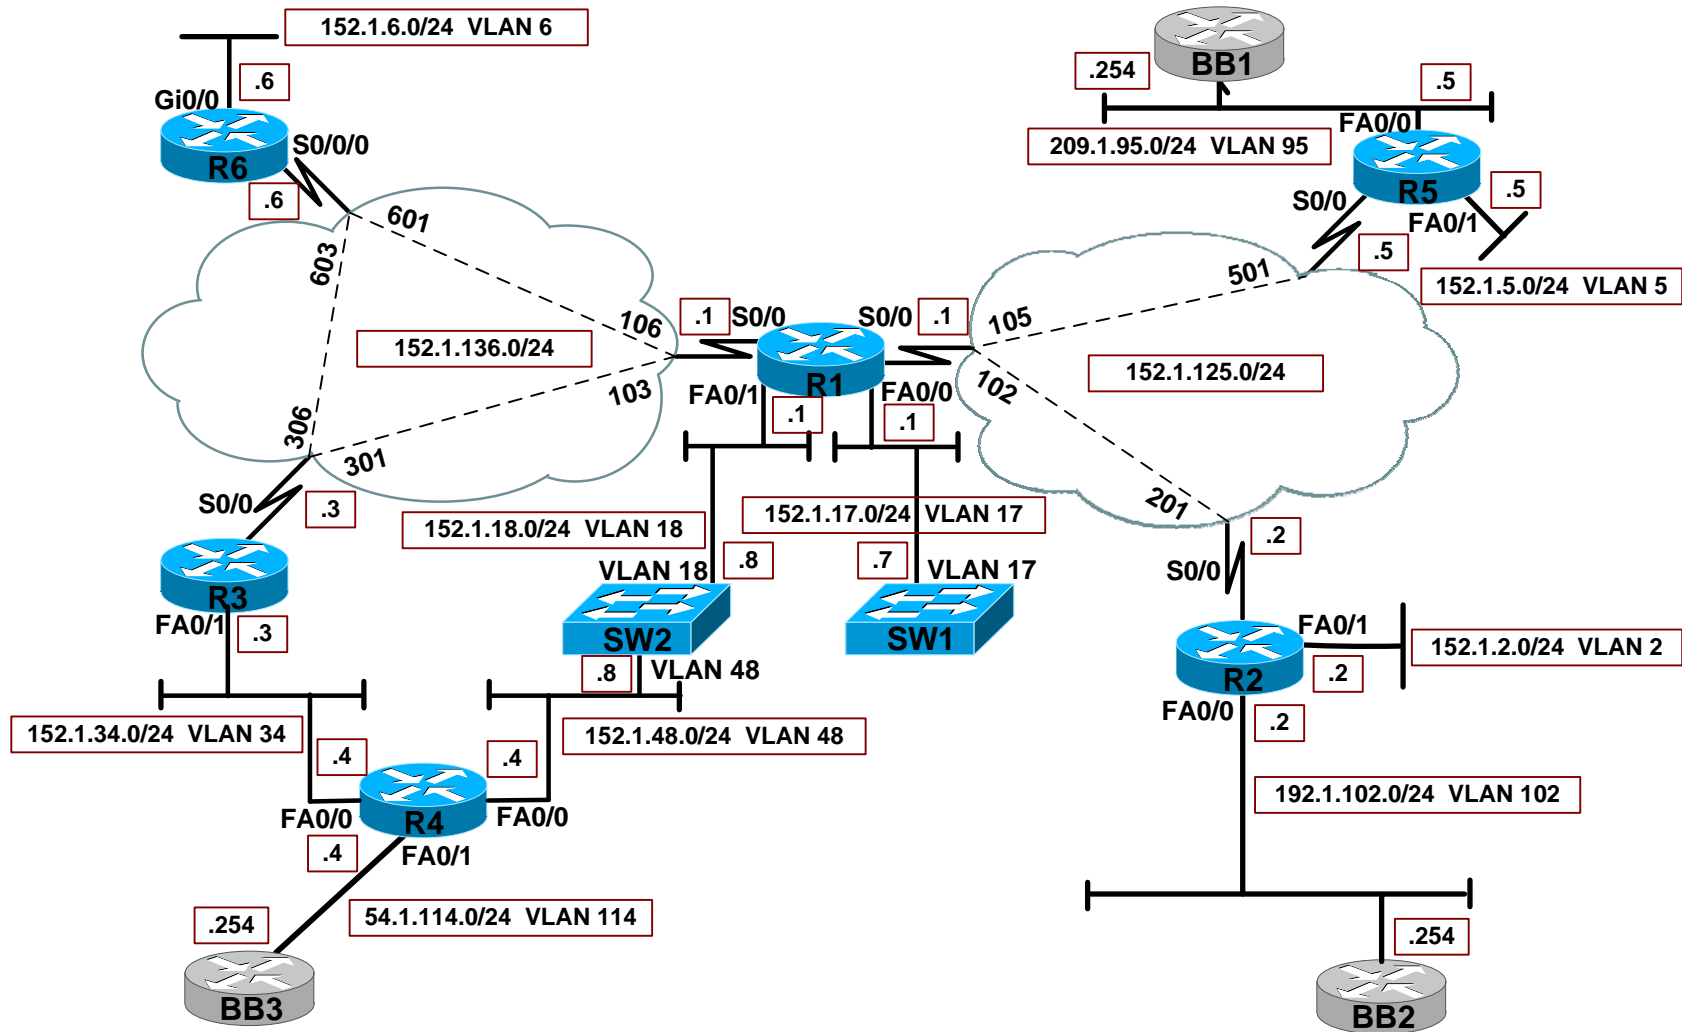 152.1.6.0/24 VLAN 6
.6
Gi0/0
S0/0/0
R6
.6
601
603
152.1.136.0/24
106
103
306
301
S0/0
.3
R3
FA0/1
.3
152.1.34.0/24 VLAN 34
.4
FA0/0
R4
.4
FA0/0
.4
FA0/1
54.1.114.0/24 VLAN 114
.254
BB3
.1
S0/0
S0/0
.1
R1
FA0/1
FA0/0
.1
.1
152.1.18.0/24 VLAN 18
152.1.17.0/24 VLAN 17
.8
.7
VLAN 18
VLAN 17
SW2
SW1
.8
VLAN 48
152.1.48.0/24 VLAN 48
BB1
.254
.5
209.1.95.0/24 VLAN 95
FA0/0
R5
S0/0
.5
FA0/1
.5
152.1.5.0/24 VLAN 5
501
105
152.1.125.0/24
102
201
.2
S0/0
R2
FA0/1
.2
152.1.2.0/24 VLAN 2
FA0/0
.2
192.1.102.0/24 VLAN 102
.254
BB2